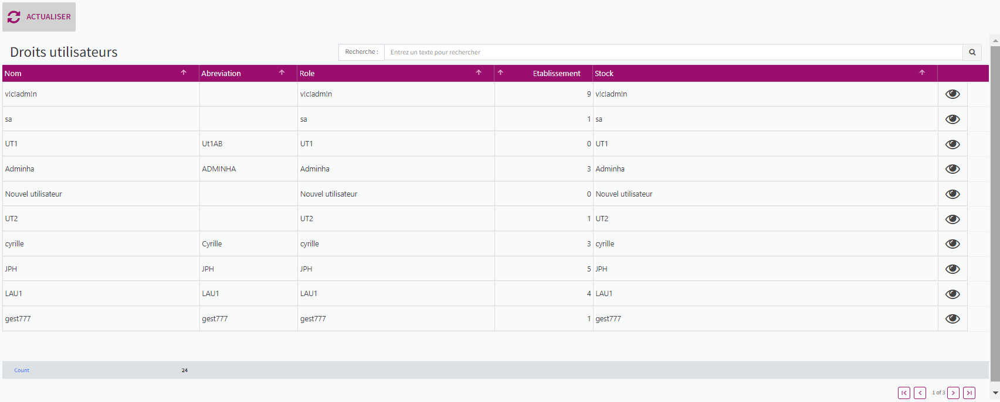 ACTUALISER
Droits utilisateurs
Recherche : Entrez un texte pour rechercher
Nom Abreviation Role Etablissement Stock
v!c!adm!n v!c!adm!n 9 v!c!adm!n
sa sa 1 sa
UT1 Ut1AB UT1 0 UT1
Adminha ADMINHA Adminha 3 Adminha
Nouvel utilisateur Nouvel utilisateur 0 Nouvel utilisateur
UT2 UT2 1 UT2
cyrille Cyrille cyrille 3 cyrille
JPH JPH JPH 5 JPH
LAU1 LAU1 LAU1 4 LAU1
gest777 gest777 gest777 1 gest777
Count 24
1 of 3